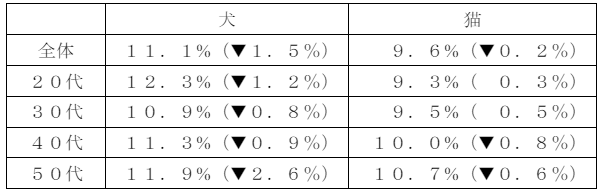 犬 猫
全体 １１．１％（▼１．５％） ９．６％（▼０．２％）
２０代 １２．３％（▼１．２％） ９．３％（　０．３％）
３０代 １０．９％（▼０．８％） ９．５％（　０．５％）
４０代 １１．３％（▼０．９％） １０．０％（▼０．８％）
５０代 １１．９％（▼２．６％） １０．７％（▼０．６％）